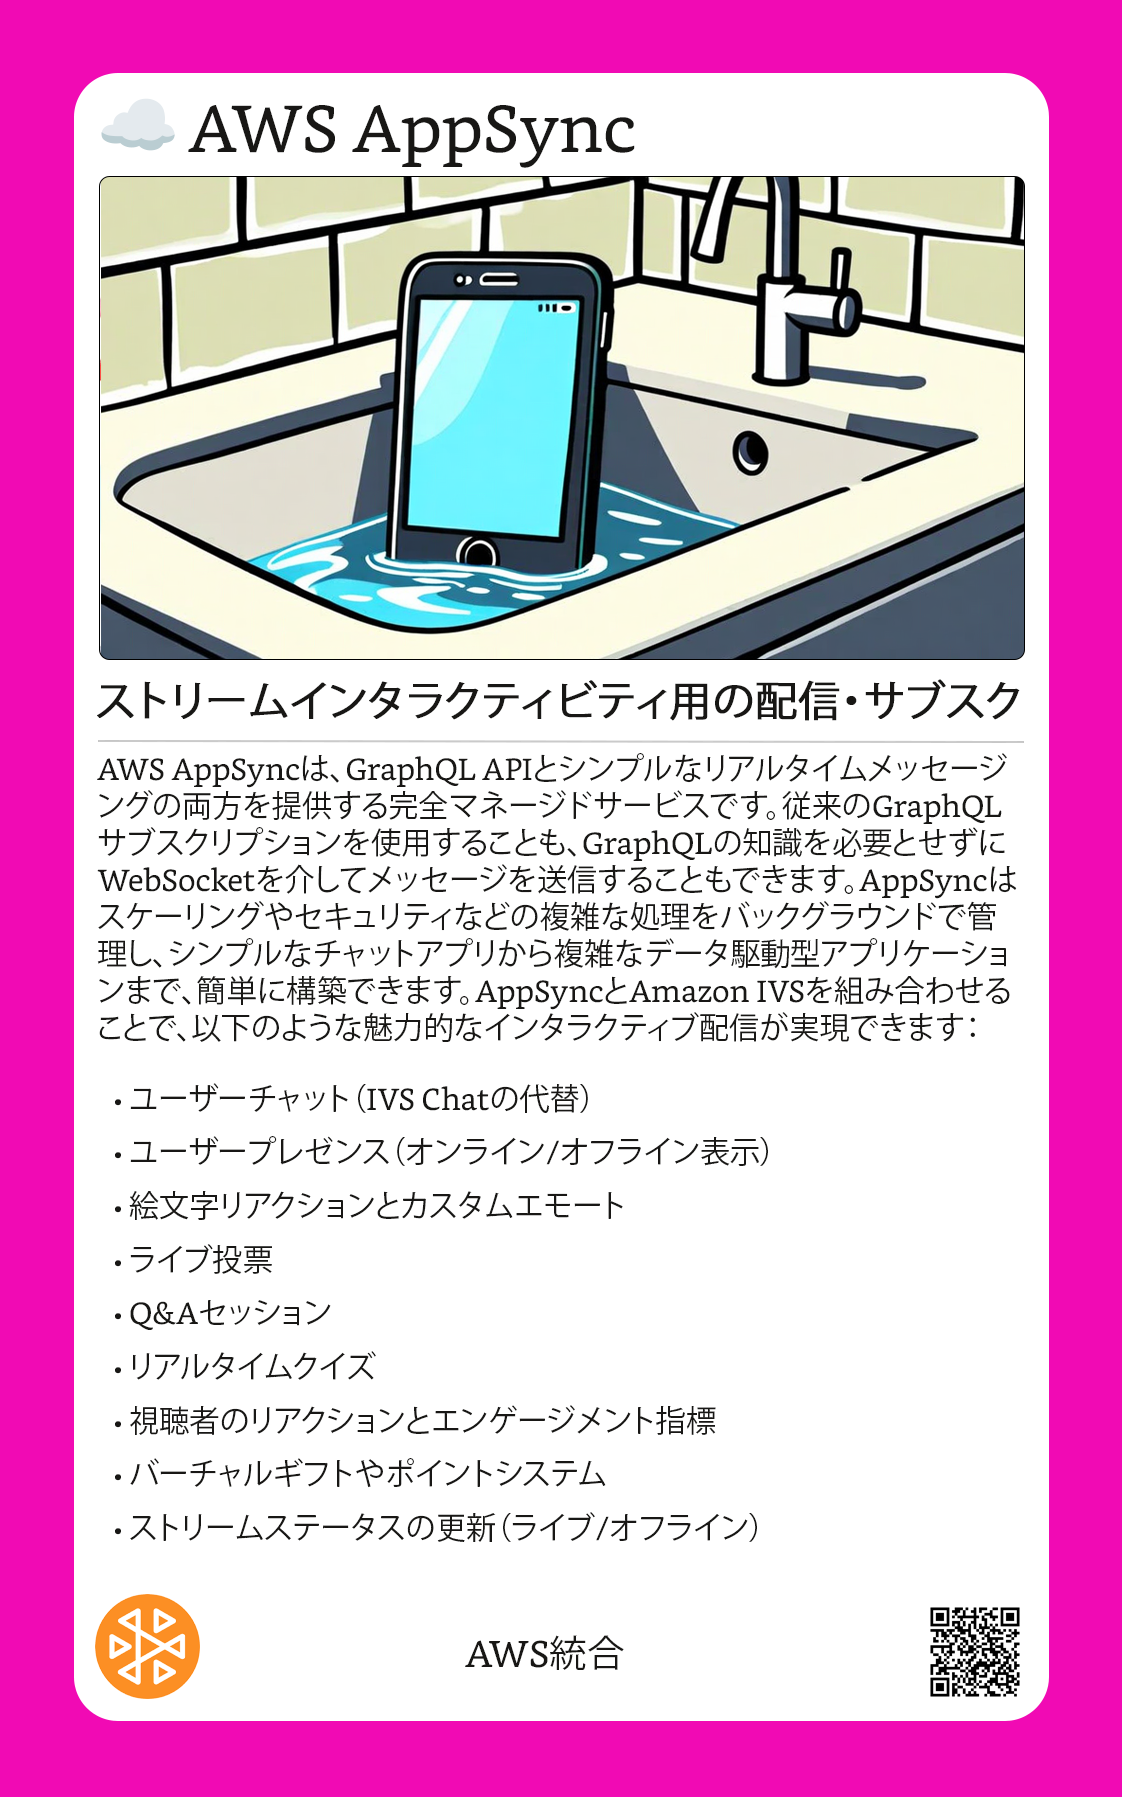 AWS AppSync
ストリームインタラクティビティ用の配信・サブスク
AWS AppSyncは、GraphQL APIとシンプルなリアルタイムメッセージ
ングの両方を提供する完全マネージドサービスです。従来のGraphQL
サブスクリプションを使用することも、GraphQLの知識を必要とせずに
WebSocketを介してメッセージを送信することもできます。AppSyncは
スケーリングやセキュリティなどの複雑な処理をバックグラウンドで管
理し、シンプルなチャットアプリから複雑なデータ駆動型アプリケーショ
ンまで、簡単に構築できます。AppSyncとAmazon IVSを組み合わせる
ことで、以下のような魅力的なインタラクティブ配信が実現できます：
• ユーザーチャット（IVS Chatの代替）
• ユーザープレゼンス（オンライン/オフライン表示）
• 絵文字リアクションとカスタムエモート
• ライブ投票
• Q&Aセッション
• リアルタイムクイズ
• 視聴者のリアクションとエンゲージメント指標
• バーチャルギフトやポイントシステム
• ストリームステータスの更新（ライブ/オフライン）
AWS統合